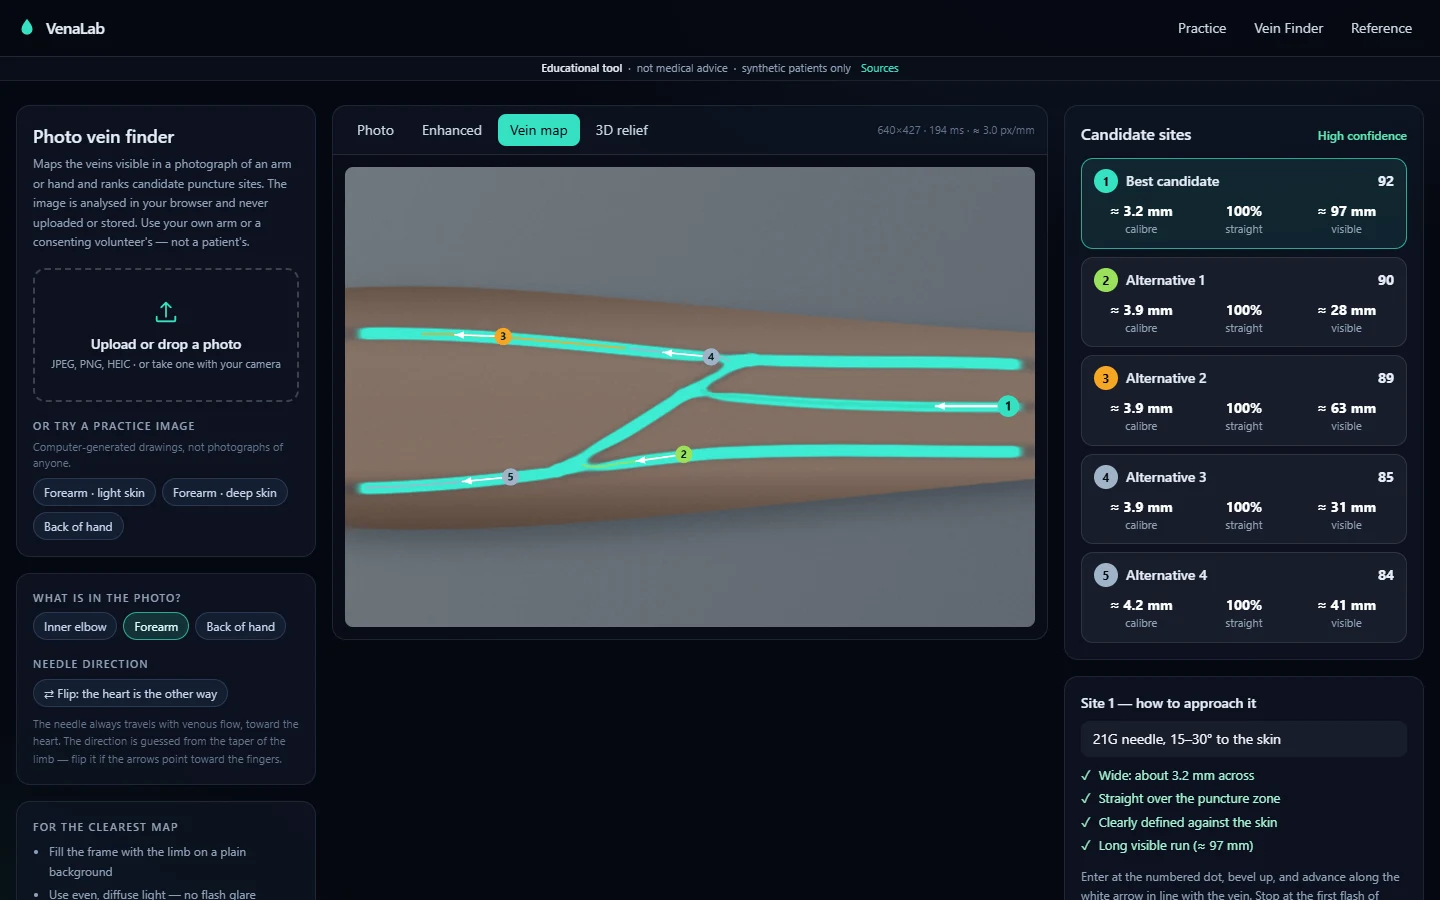 VenaLab
Practice
Vein Finder
Reference
Educational tool · not medical advice · synthetic patients only Sources
Photo vein finder
Maps the veins visible in a photograph of an arm
or hand and ranks candidate puncture sites. The
image is analysed in your browser and never
uploaded or stored. Use your own arm or a
consenting volunteer's — not a patient's.
Upload or drop a photo
JPEG, PNG, HEIC · or take one with your camera
OR TRY A PRACTICE IMAGE
Computer-generated drawings, not photographs of
anyone.
Forearm · light skin
Forearm · deep skin
Back of hand
WHAT IS IN THE PHOTO?
Inner elbow
Forearm
Back of hand
NEEDLE DIRECTION
⇄ Flip: the heart is the other way
The needle always travels with venous flow, toward the
heart. The direction is guessed from the taper of the
limb — flip it if the arrows point toward the fingers.
FOR THE CLEAREST MAP
• Fill the frame with the limb on a plain
background
• Use even, diffuse light — no flash glare
Photo
Enhanced
Vein map
3D relief
640×427 · 194 ms · ≈ 3.0 px/mm
3
4
1
2
5
Candidate sites
High confidence
1 Best candidate 92
≈ 3.2 mm 100% ≈ 97 mm
calibre straight visible
2 Alternative 1 90
≈ 3.9 mm 100% ≈ 28 mm
calibre straight visible
3 Alternative 2 89
≈ 3.9 mm 100% ≈ 63 mm
calibre straight visible
4 Alternative 3 85
≈ 3.9 mm 100% ≈ 31 mm
calibre straight visible
5 Alternative 4 84
≈ 4.2 mm 100% ≈ 41 mm
calibre straight visible
Site 1 — how to approach it
21G needle, 15–30° to the skin
✓ Wide: about 3.2 mm across
✓ Straight over the puncture zone
✓ Clearly defined against the skin
✓ Long visible run (≈ 97 mm)
Enter at the numbered dot, bevel up, and advance along the
white arrow in line with the vein. Stop at the first flash of